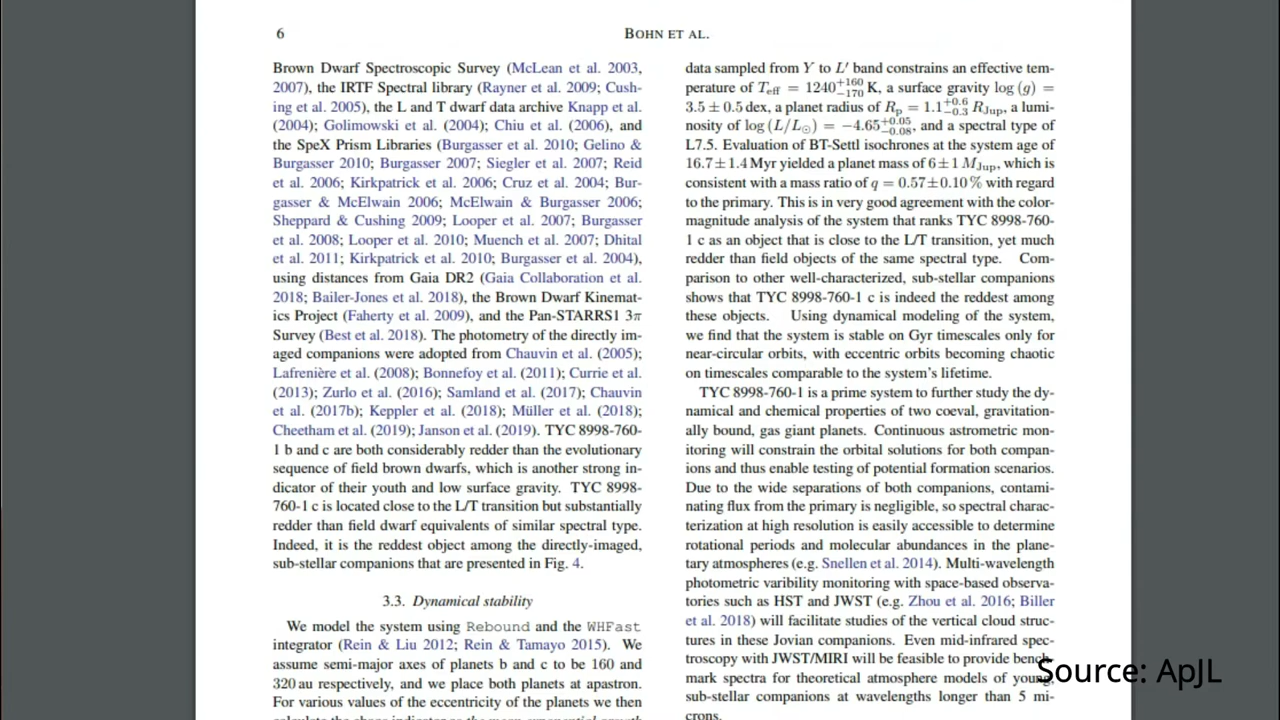 6
BOHN ET AL.
Brown Dwarf Spectroscopic Survey (McLean et al. 2003,
2007), the IRTF Spectral library (Rayner et al. 2009; Cush-
ing et al. 2005), the L and T dwarf data archive Knapp et al.
(2004); Golimowski et al. (2004); Chiu et al. (2006), and
the SpeX Prism Libraries (Burgasser et al. 2010; Gelino &
Burgasser 2010; Burgasser 2007; Siegler et al. 2007; Reid
et al. 2006; Kirkpatrick et al. 2006; Cruz et al. 2004; Bur-
gasser & McElwain 2006; McElwain & Burgasser 2006;
Sheppard & Cushing 2009; Looper et al. 2007; Burgasser
et al. 2008; Looper et al. 2010; Muench et al. 2007; Dhital
et al. 2011; Kirkpatrick et al. 2010; Burgasser et al. 2004),
using distances from Gaia DR2 (Gaia Collaboration et al.
2018; Bailer-Jones et al. 2018), the Brown Dwarf Kinemat-
ics Project (Faherty et al. 2009), and the Pan-STARRS1 3π
Survey (Best et al. 2018). The photometry of the directly im-
aged companions were adopted from Chauvin et al. (2005);
Lafrenière et al. (2008); Bonnefoy et al. (2011); Currie et al.
(2013); Zurlo et al. (2016); Samland et al. (2017); Chauvin
et al. (2017b); Keppler et al. (2018); Müller et al. (2018);
Cheetham et al. (2019); Janson et al. (2019). TYC 8998-760-
1 b and c are both considerably redder than the evolutionary
sequence of field brown dwarfs, which is another strong in-
dicator of their youth and low surface gravity. TYC 8998-
760-1 c is located close to the L/T transition but substantially
redder than field dwarf equivalents of similar spectral type.
Indeed, it is the reddest object among the directly-imaged,
sub-stellar companions that are presented in Fig. 4.
3.3. Dynamical stability
We model the system using Rebound and the WHFast
integrator (Rein & Liu 2012; Rein & Tamayo 2015). We
assume semi-major axes of planets b and c to be 160 and
320 au respectively, and we place both planets at apastron.
For various values of the eccentricity of the planets we then
data sampled from Y to L′ band constrains an effective tem-
perature of T_eff = 1240^{+160}_{-170} K, a surface gravity log (g) =
3.5 ± 0.5 dex, a planet radius of R_p = 1.1^{+0.6}_{-0.3} R_Jup, a lumi-
nosity of log (L/L_⊙) = −4.65^{+0.05}_{-0.08}, and a spectral type of
L7.5. Evaluation of BT-Settl isochrones at the system age of
16.7±1.4 Myr yielded a planet mass of 6±1 M_Jup, which is
consistent with a mass ratio of q = 0.57±0.10 % with regard
to the primary. This is in very good agreement with the color-
magnitude analysis of the system that ranks TYC 8998-760-
1 c as an object that is close to the L/T transition, yet much
redder than field objects of the same spectral type. Com-
parison to other well-characterized, sub-stellar companions
shows that TYC 8998-760-1 c is indeed the reddest among
these objects. Using dynamical modeling of the system,
we find that the system is stable on Gyr timescales only for
near-circular orbits, with eccentric orbits becoming chaotic
on timescales comparable to the system's lifetime.
TYC 8998-760-1 is a prime system to further study the dy-
namical and chemical properties of two coeval, gravitation-
ally bound, gas giant planets. Continuous astrometric mon-
itoring will constrain the orbital solutions for both compan-
ions and thus enable testing of potential formation scenarios.
Due to the wide separations of both companions, contami-
nating flux from the primary is negligible, so spectral charac-
terization at high resolution is easily accessible to determine
rotational periods and molecular abundances in the plane-
tary atmospheres (e.g. Snellen et al. 2014). Multi-wavelength
photometric varibility monitoring with space-based observa-
tories such as HST and JWST (e.g. Zhou et al. 2016; Biller
et al. 2018) will facilitate studies of the vertical cloud struc-
tures in these Jovian companions. Even mid-infrared spec-
troscopy with JWST/MIRI will be feasible to provide bench-
mark spectra for theoretical atmosphere models of young,
sub-stellar companions at wavelengths longer than 5 mi-
crons.
Source: ApJL